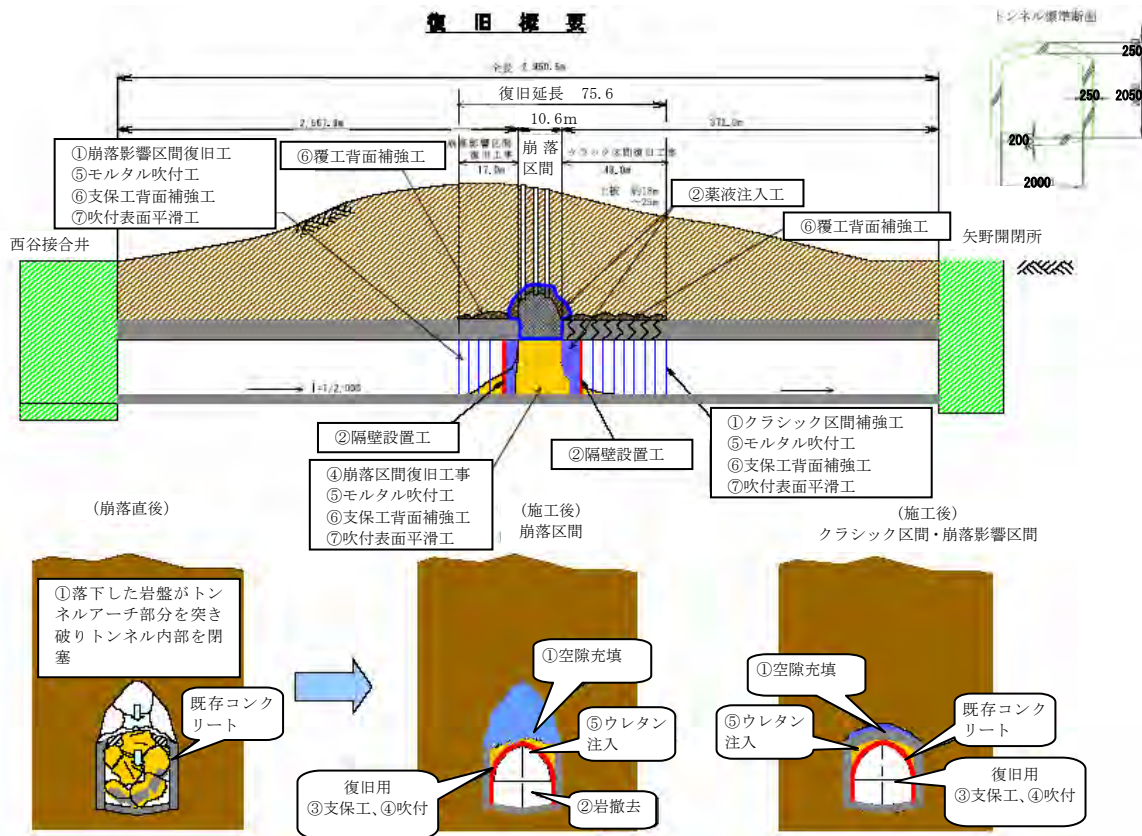 復 旧 概 要
トンネル標準断面
250
250
2050
200
2000
復旧延長 75.6
10.6m
崩 落
区間
17.0m
①崩落影響区間復旧工
⑤モルタル吹付工
⑥支保工背面補強工
⑦吹付表面平滑工
⑥覆工背面補強工
②薬液注入工
⑥覆工背面補強工
西谷接合井
矢野開閉所
②隔壁設置工
②隔壁設置工
①クラシック区間補強工
⑤モルタル吹付工
⑥支保工背面補強工
⑦吹付表面平滑工
④崩落区間復旧工事
⑤モルタル吹付工
⑥支保工背面補強工
⑦吹付表面平滑工
(崩落直後)
(施工後)
崩落区間
(施工後)
クラシック区間・崩落影響区間
①落下した岩盤がトン
ネルアーチ部分を突き
破りトンネル内部を閉
塞
既存コンク
リート
①空隙充填
⑤ウレタン
注入
復旧用
③支保工、④吹付
②岩撤去
①空隙充填
⑤ウレタン
注入
既存コンク
リート
復旧用
③支保工、④吹付